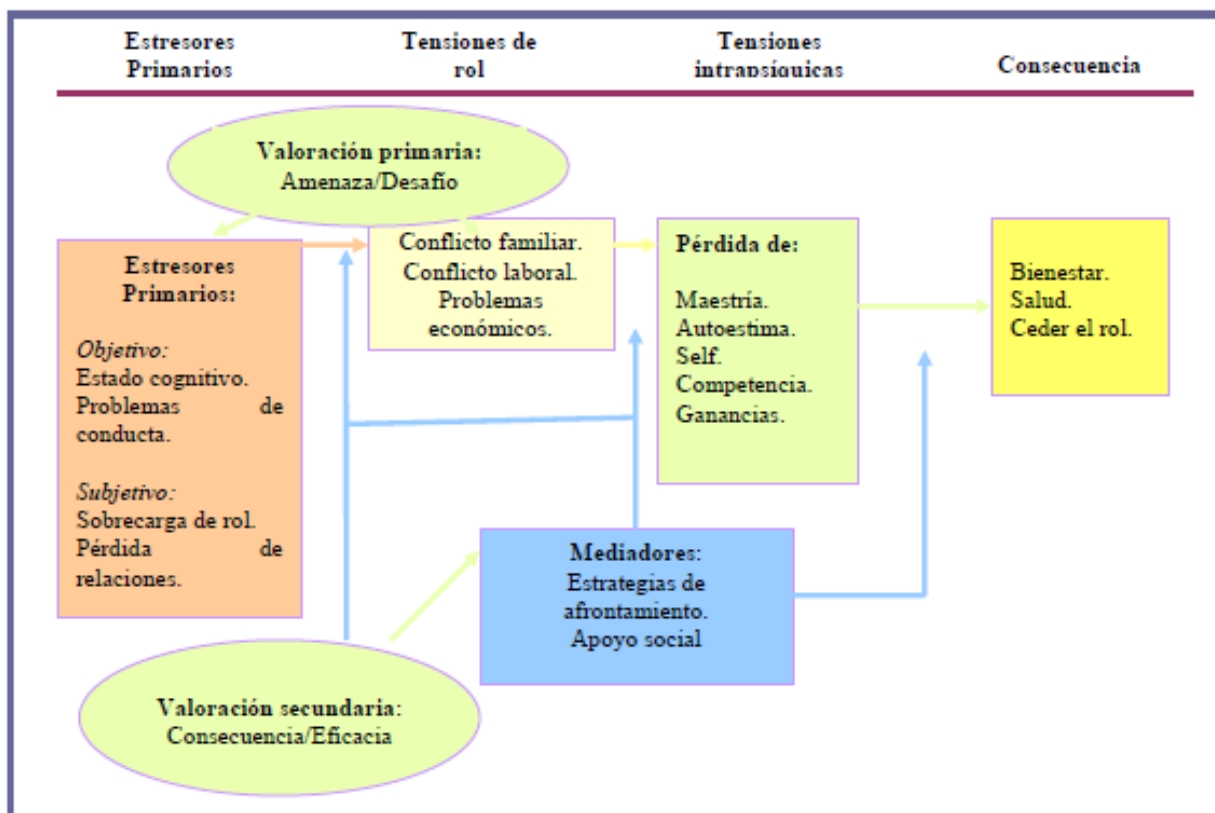 Estresores
Primarios
Tensiones de
rol
Tensiones
intrapsíquicas
Consecuencia
Valoración primaria:
Amenaza/Desafío
Estresores
Primarios:
Objetivo:
Estado cognitivo.
Problemas de
conducta.
Subjetivo:
Sobrecarga de rol.
Pérdida de
relaciones.
Conflicto familiar.
Conflicto laboral.
Problemas
económicos.
Pérdida de:
Maestría.
Autoestima.
Self.
Competencia.
Ganancias.
Bienestar.
Salud.
Ceder el rol.
Mediadores:
Estrategias de
afrontamiento.
Apoyo social
Valoración secundaria:
Consecuencia/Eficacia